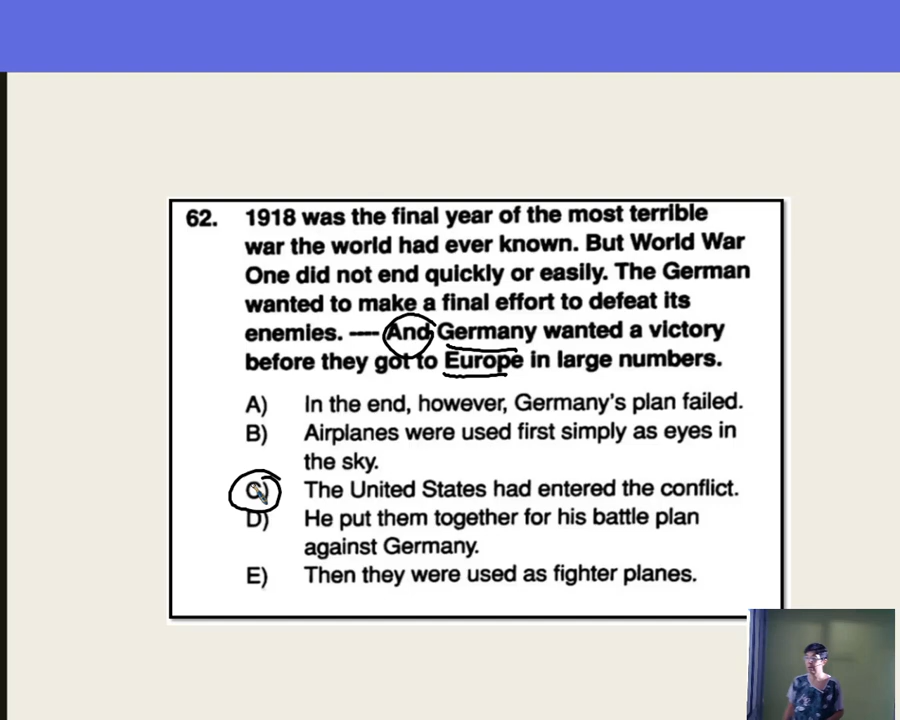 62. 1918 was the final year of the most terrible
war the world had ever known. But World War
One did not end quickly or easily. The German
wanted to make a final effort to defeat its
enemies. ---- And Germany wanted a victory
before they got to Europe in large numbers.
A) In the end, however, Germany's plan failed.
B) Airplanes were used first simply as eyes in
the sky.
C) The United States had entered the conflict.
D) He put them together for his battle plan
against Germany.
E) Then they were used as fighter planes.